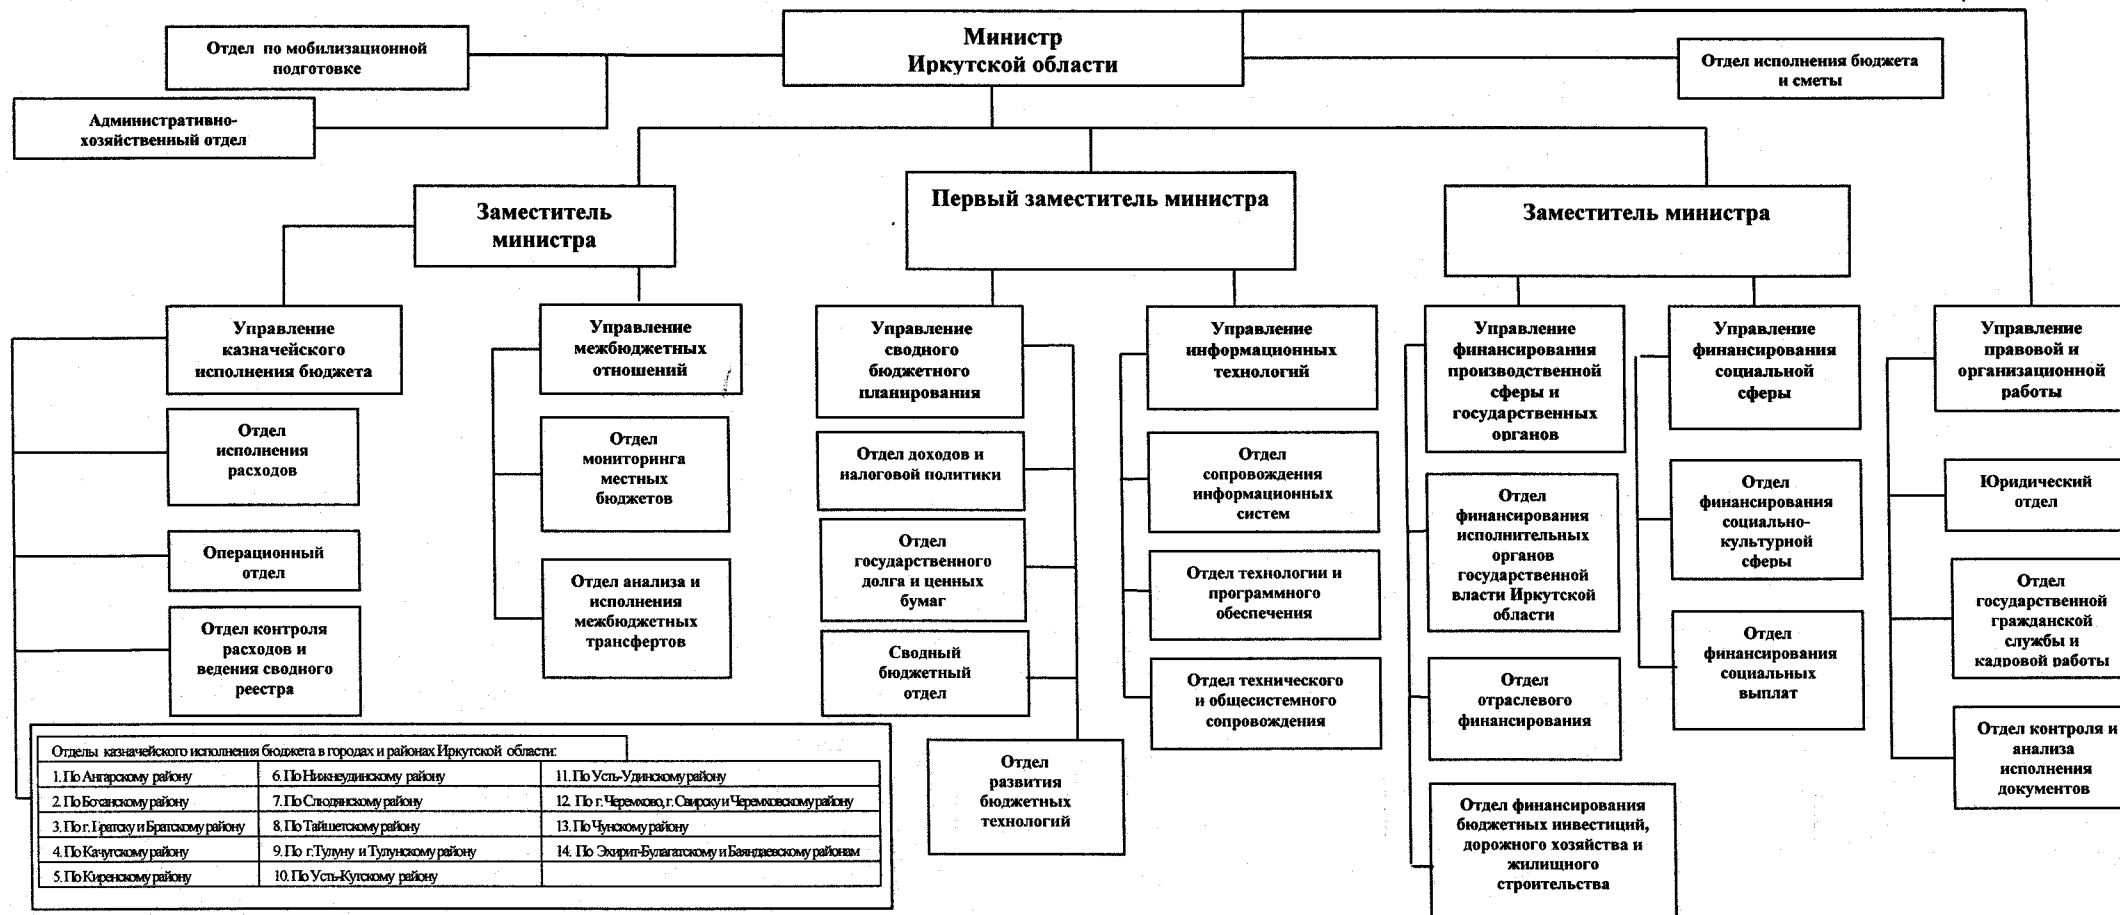 Министр
Иркутской области
Отдел по мобилизационной
подготовке
Отдел исполнения бюджета
и сметы
Административно-
хозяйственный отдел
Заместитель
министра
Первый заместитель министра
Заместитель министра
Управление
казначейского
исполнения бюджета
Управление
межбюджетных
отношений
Управление
сводного
бюджетного
планирования
Управление
информационных
технологий
Управление
финансирования
производственной
сферы и
государственных
органов
Управление
финансирования
социальной
сферы
Управление
правовой и
организационной
работы
Отдел
исполнения
расходов
Операционный
отдел
Отдел контроля
расходов и
ведения сводного
реестра
Отдел
мониторинга
местных
бюджетов
Отдел анализа и
исполнения
межбюджетных
трансфертов
Отдел доходов и
налоговой политики
Отдел
государственного
долга и ценных
бумаг
Сводный
бюджетный
отдел
Отдел
развития
бюджетных
технологий
Отдел
сопровождения
информационных
систем
Отдел технологии и
программного
обеспечения
Отдел технического
и общесистемного
сопровождения
Отдел
финансирования
исполнительных
органов
государственной
власти Иркутской
области
Отдел
отраслевого
финансирования
Отдел финансирования
бюджетных инвестиций,
дорожного хозяйства и
жилищного
строительства
Отдел
финансирования
социально-
культурной
сферы
Отдел
финансирования
социальных
выплат
Юридический
отдел
Отдел
государственной
гражданской
службы и
кадровой работы
Отдел контроля и
анализа
исполнения
документов
Отделы казначейского исполнения бюджета в городах и районах Иркутской области:
1. По Ангарскому району
2. По Боханскому району
3. По г. Братску и Братскому району
4. По Качугскому району
5. По Киренскому району
6. По Нижнеудинскому району
7. По Слюдянскому району
8. По Тайшетскому району
9. По г.Тулуну и Тулунскому району
10. По Усть-Кутскому району
11. По Усть-Удинскому району
12. По г. Черемхово, г. Свирску и Черемховскому району
13. По Чунскому району
14. По Эхирит-Булагатскому и Баяндаевскому районам